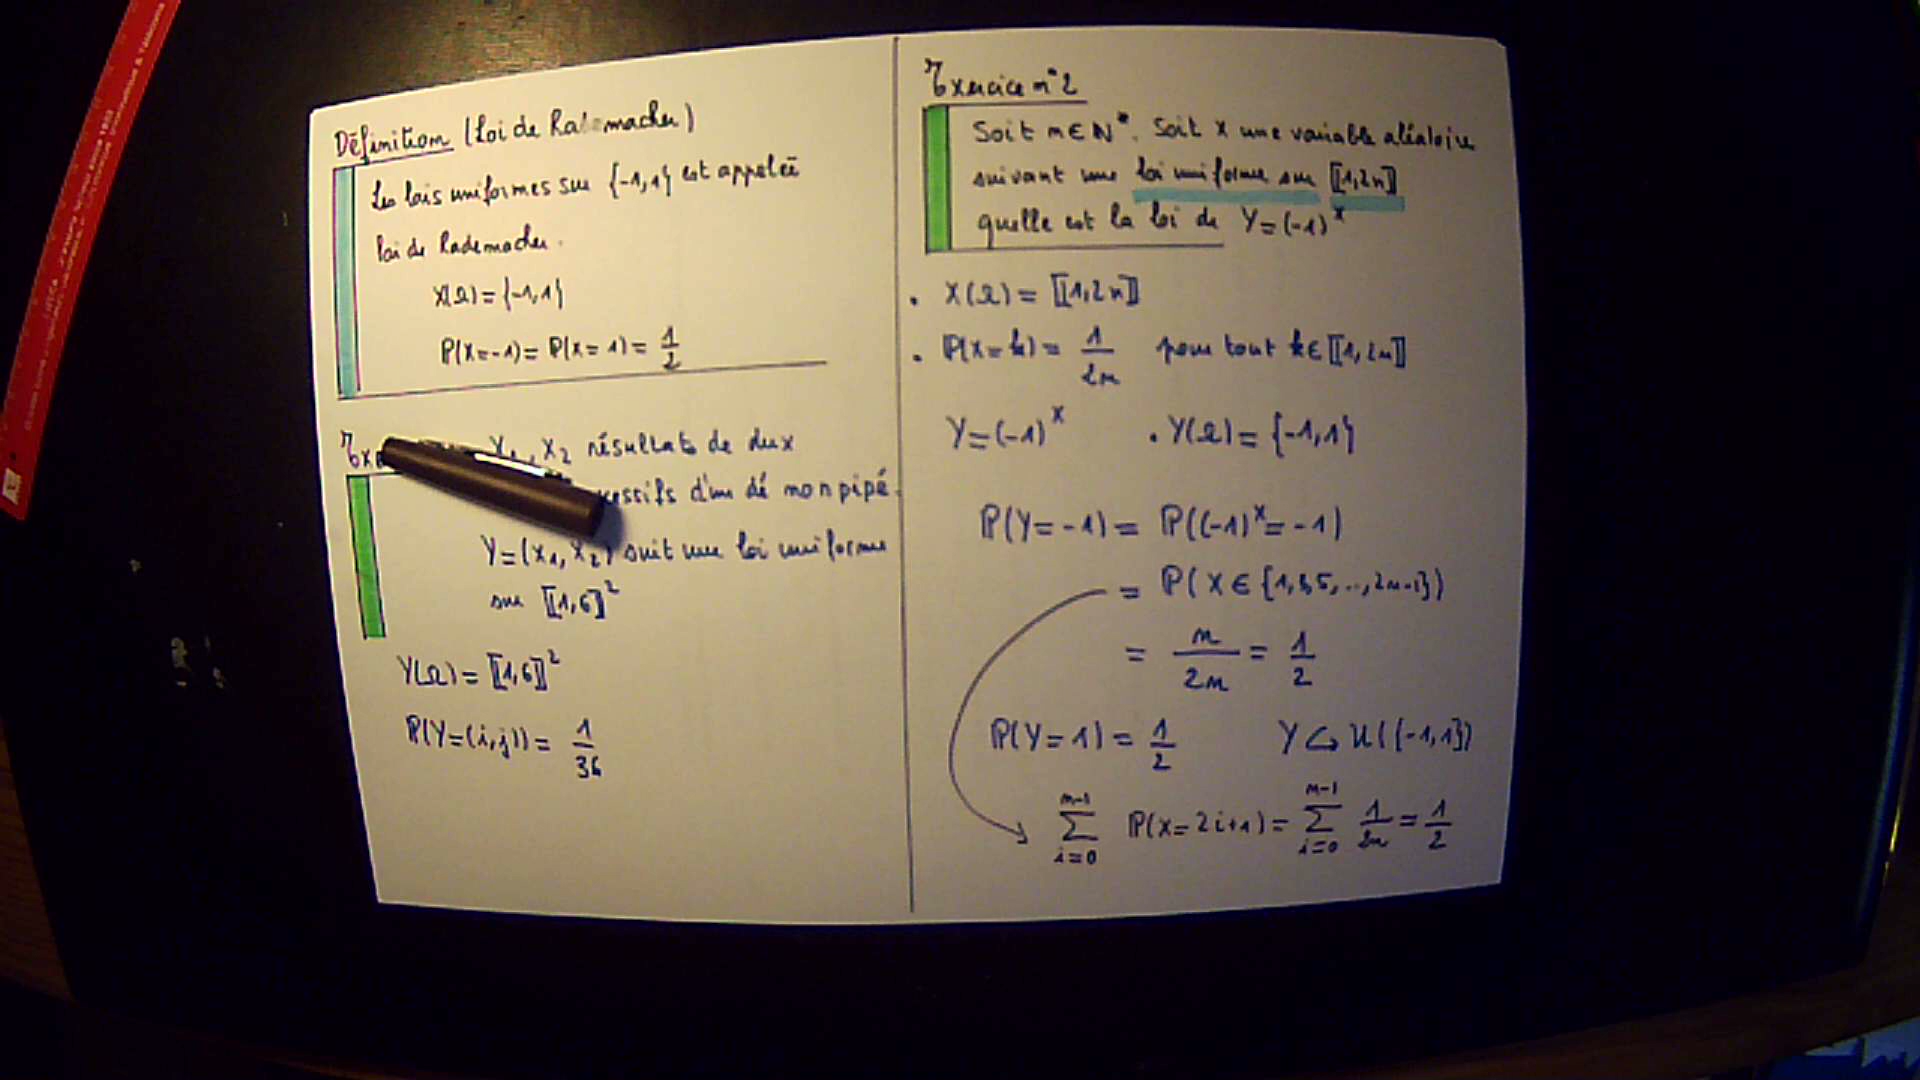 Définition (Loi de Rademacher)
Les lois uniformes sur {-1,1} est appelée
loi de Rademacher.
X(Ω) = {-1,1}
P(X=-1) = P(X=1) = 1/2
X₁, X₂ résultats de deux
d'un dé non pipé.
Y=(X₁, X₂) suit une loi uniforme
sur ⟦1,6⟧²
Y(Ω) = ⟦1,6⟧²
P(Y=(i,j)) = 1/36
Exercice n°2
Soit n∈N*. Soit X une variable aléatoire
suivant une loi uniforme sur ⟦1,2n⟧
quelle est la loi de Y=(-1)^X
. X(Ω) = ⟦1,2n⟧
. P(X=k) = 1/2n pour tout k∈⟦1,2n⟧
Y=(-1)^X . Y(Ω) = {-1,1}
P(Y=-1) = P((-1)^X = -1)
= P(X ∈ {1,3,5,...,2n-1})
= n/2n = 1/2
P(Y=1) = 1/2 Y ↪ U({-1,1})
∑_{i=0}^{n-1} P(X=2i+1) = ∑_{i=0}^{n-1} 1/2n = 1/2